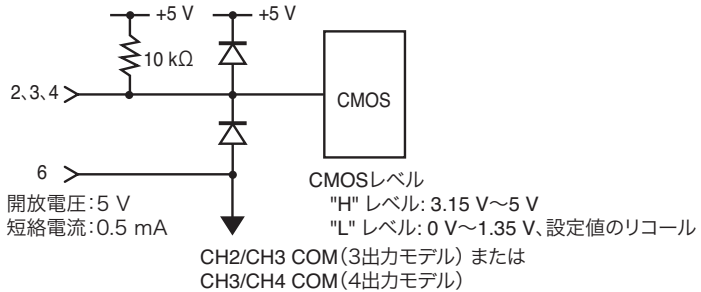 +5 V
+5 V
10 kΩ
2、3、4
CMOS
6
開放電圧：5 V
短絡電流：0.5 mA
CMOSレベル
"H" レベル: 3.15 V～5 V
"L" レベル: 0 V～1.35 V、設定値のリコール
CH2/CH3 COM（3出力モデル）または
CH3/CH4 COM（4出力モデル）